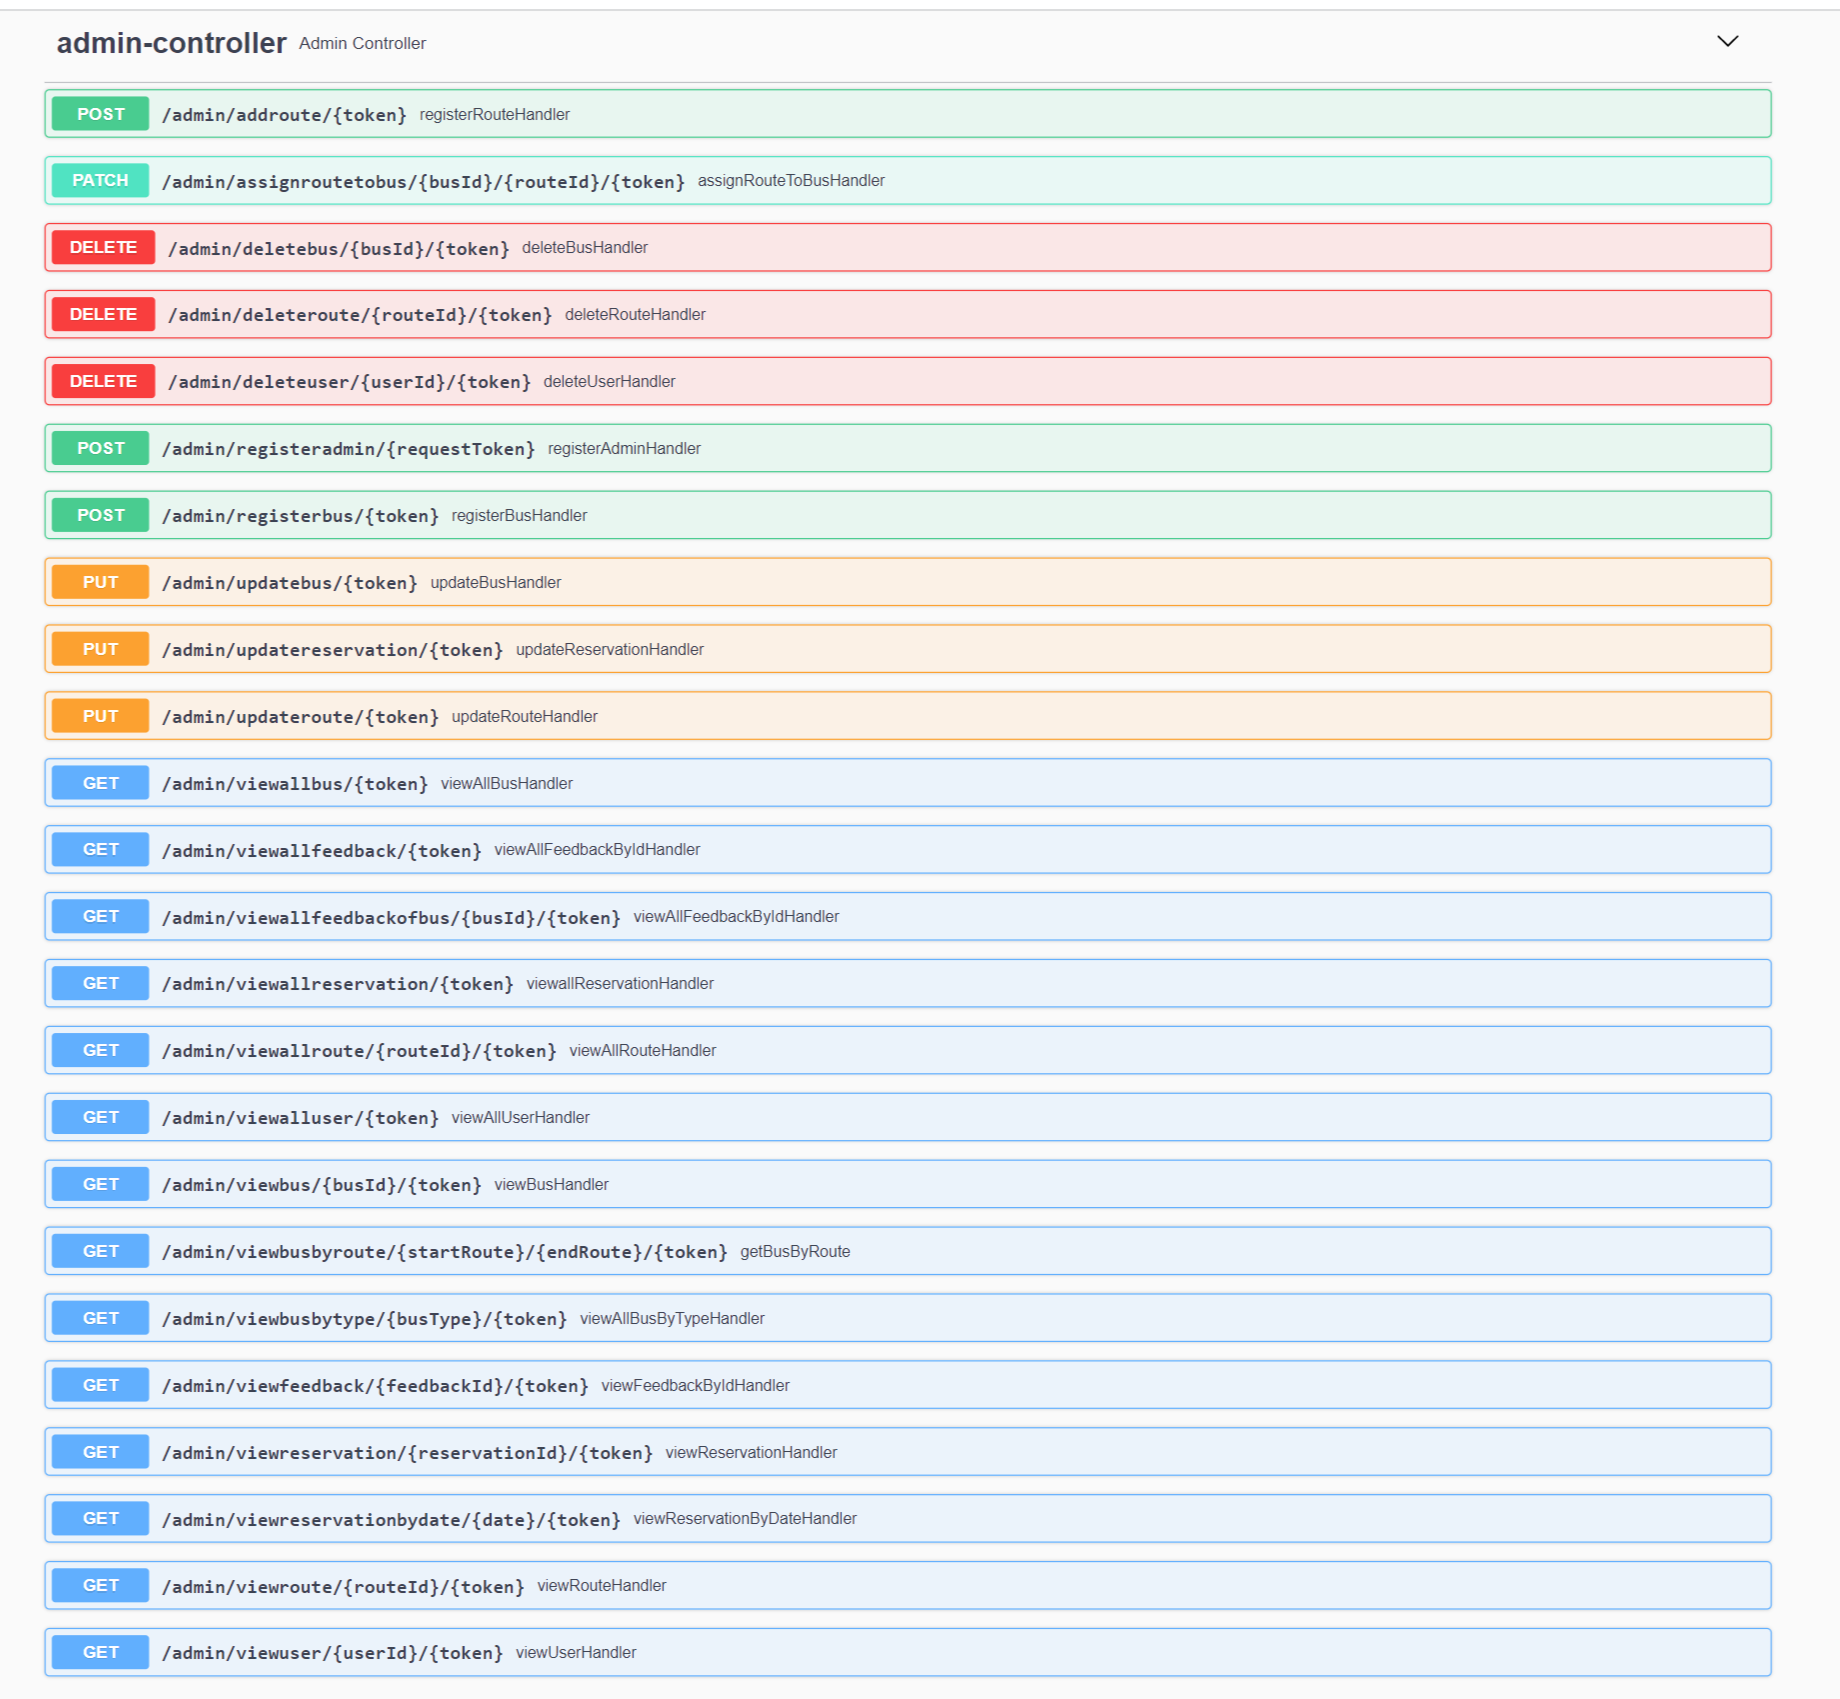 admin-controller Admin Controller
POST /admin/addroute/{token} registerRouteHandler
PATCH /admin/assignroutetobus/{busId}/{routeId}/{token} assignRouteToBusHandler
DELETE /admin/deletebus/{busId}/{token} deleteBusHandler
DELETE /admin/deleteroute/{routeId}/{token} deleteRouteHandler
DELETE /admin/deleteuser/{userId}/{token} deleteUserHandler
POST /admin/registeradmin/{requestToken} registerAdminHandler
POST /admin/registerbus/{token} registerBusHandler
PUT /admin/updatebus/{token} updateBusHandler
PUT /admin/updatereservation/{token} updateReservationHandler
PUT /admin/updateroute/{token} updateRouteHandler
GET /admin/viewallbus/{token} viewAllBusHandler
GET /admin/viewallfeedback/{token} viewAllFeedbackByIdHandler
GET /admin/viewallfeedbackofbus/{busId}/{token} viewAllFeedbackByIdHandler
GET /admin/viewallreservation/{token} viewallReservationHandler
GET /admin/viewallroute/{routeId}/{token} viewAllRouteHandler
GET /admin/viewalluser/{token} viewAllUserHandler
GET /admin/viewbus/{busId}/{token} viewBusHandler
GET /admin/viewbusbyroute/{startRoute}/{endRoute}/{token} getBusByRoute
GET /admin/viewbusbytype/{busType}/{token} viewAllBusByTypeHandler
GET /admin/viewfeedback/{feedbackId}/{token} viewFeedbackByIdHandler
GET /admin/viewreservation/{reservationId}/{token} viewReservationHandler
GET /admin/viewreservationbydate/{date}/{token} viewReservationByDateHandler
GET /admin/viewroute/{routeId}/{token} viewRouteHandler
GET /admin/viewuser/{userId}/{token} viewUserHandler